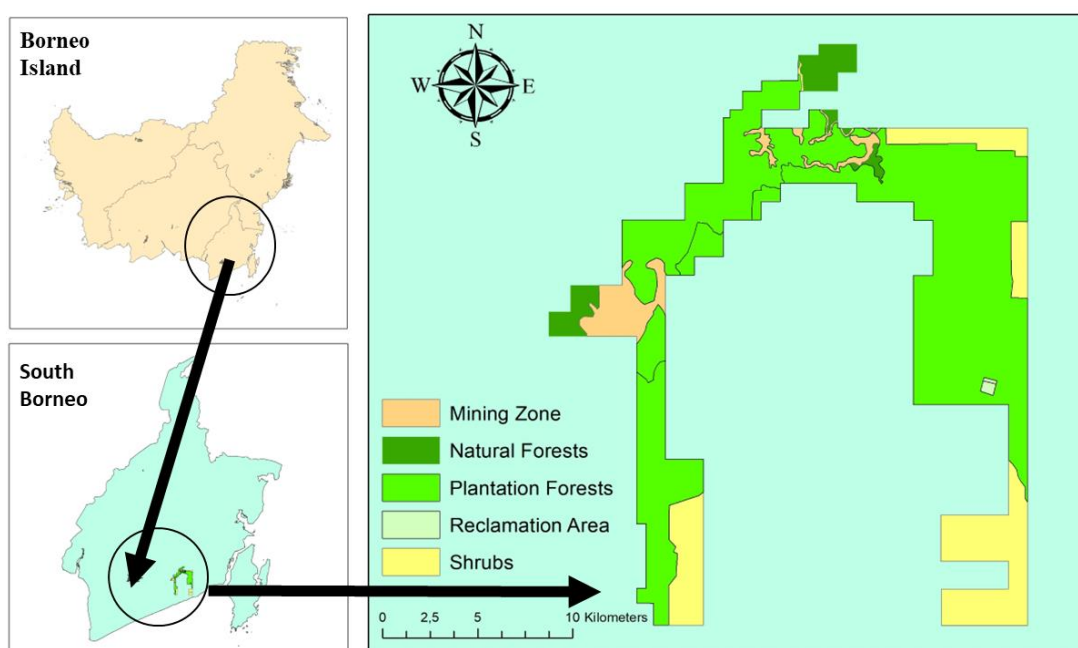 Borneo
Island
South
Borneo
N
W E
S
Mining Zone
Natural Forests
Plantation Forests
Reclamation Area
Shrubs
0 2,5 5 10 Kilometers